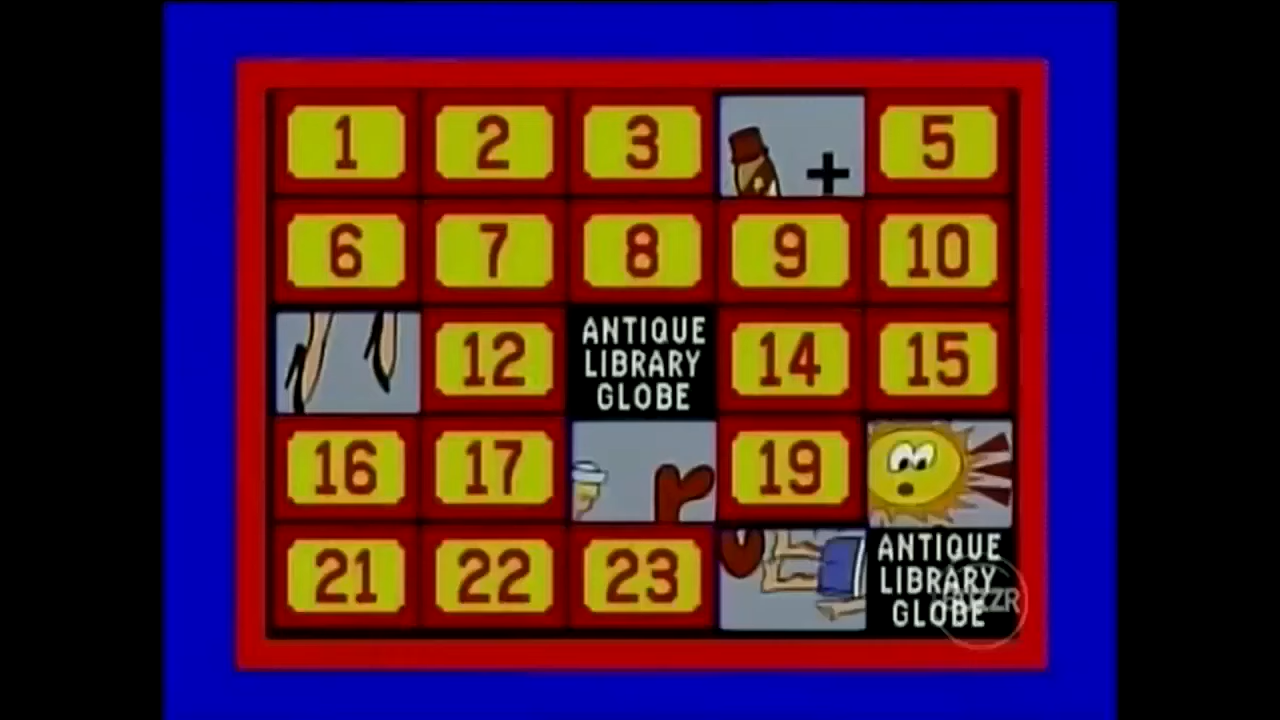 1 2 3 + 5
6 7 8 9 10
12 ANTIQUE LIBRARY GLOBE 14 15
16 17 r 19
21 22 23 ANTIQUE LIBRARY GLOBE
BUZZR